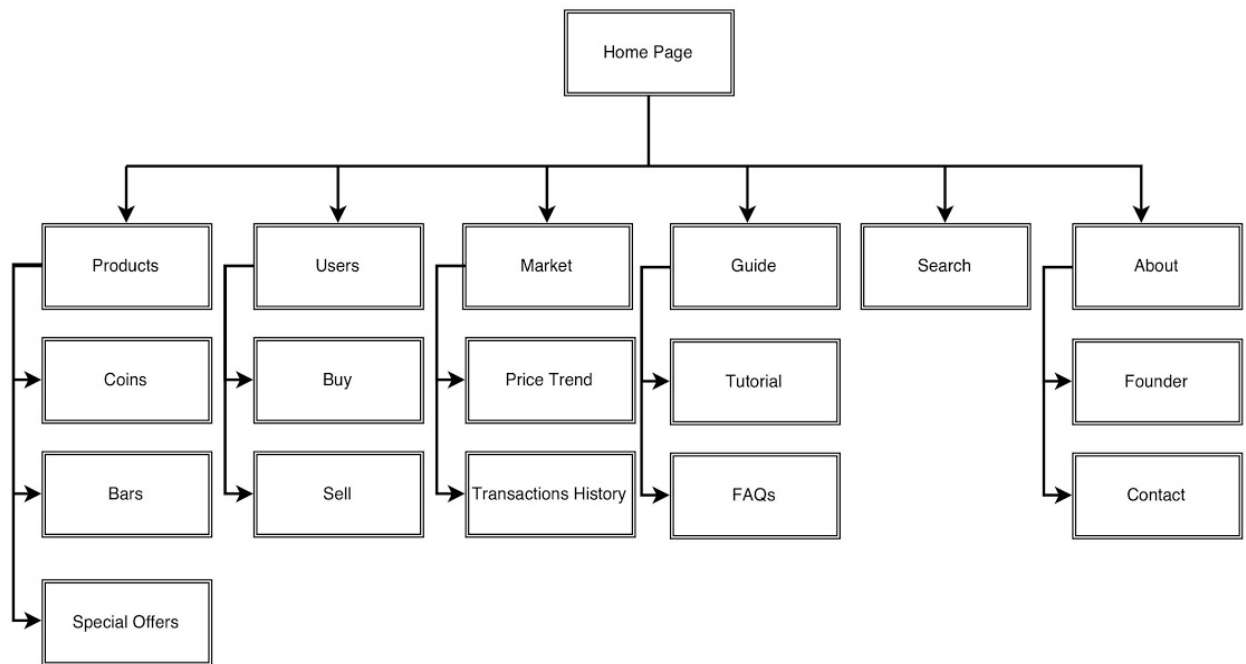 Home Page
Products
Users
Market
Guide
Search
About
Coins
Buy
Price Trend
Tutorial
Founder
Bars
Sell
Transactions History
FAQs
Contact
Special Offers